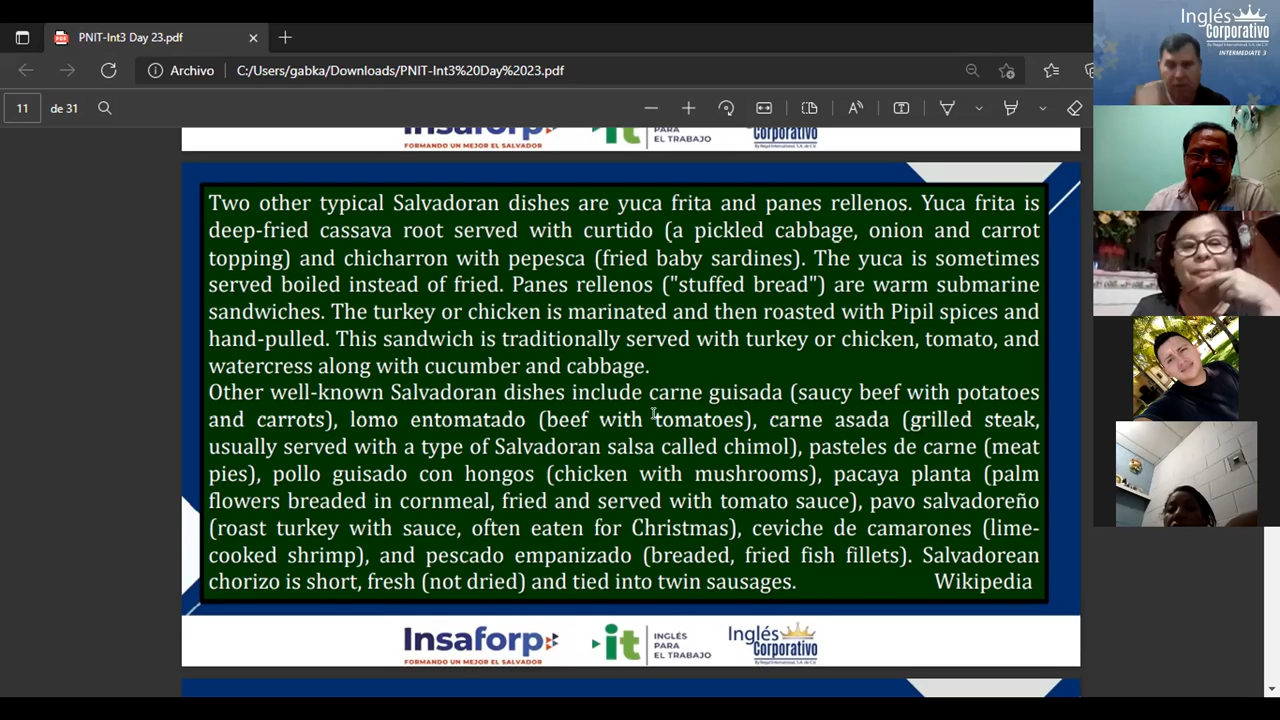 PNIT-Int3 Day 23.pdf
Archivo
C:/Users/gabka/Downloads/PNIT-Int3%20Day%2023.pdf
11 de 31
Insaforp
FORMANDO UN MEJOR EL SALVADOR
it
PARA
EL TRABAJO
Corporativo
Two other typical Salvadoran dishes are yuca frita and panes rellenos. Yuca frita is
deep-fried cassava root served with curtido (a pickled cabbage, onion and carrot
topping) and chicharron with pepesca (fried baby sardines). The yuca is sometimes
served boiled instead of fried. Panes rellenos ("stuffed bread") are warm submarine
sandwiches. The turkey or chicken is marinated and then roasted with Pipil spices and
hand-pulled. This sandwich is traditionally served with turkey or chicken, tomato, and
watercress along with cucumber and cabbage.
Other well-known Salvadoran dishes include carne guisada (saucy beef with potatoes
and carrots), lomo entomatado (beef with tomatoes), carne asada (grilled steak,
usually served with a type of Salvadoran salsa called chimol), pasteles de carne (meat
pies), pollo guisado con hongos (chicken with mushrooms), pacaya planta (palm
flowers breaded in cornmeal, fried and served with tomato sauce), pavo salvadoreño
(roast turkey with sauce, often eaten for Christmas), ceviche de camarones (lime-
cooked shrimp), and pescado empanizado (breaded, fried fish fillets). Salvadorean
chorizo is short, fresh (not dried) and tied into twin sausages. Wikipedia
Insaforp
FORMANDO UN MEJOR EL SALVADOR
it
INGLÉS
PARA
EL TRABAJO
Inglés
Corporativo
Inglés
Corporativo
INTERMEDIATE 3